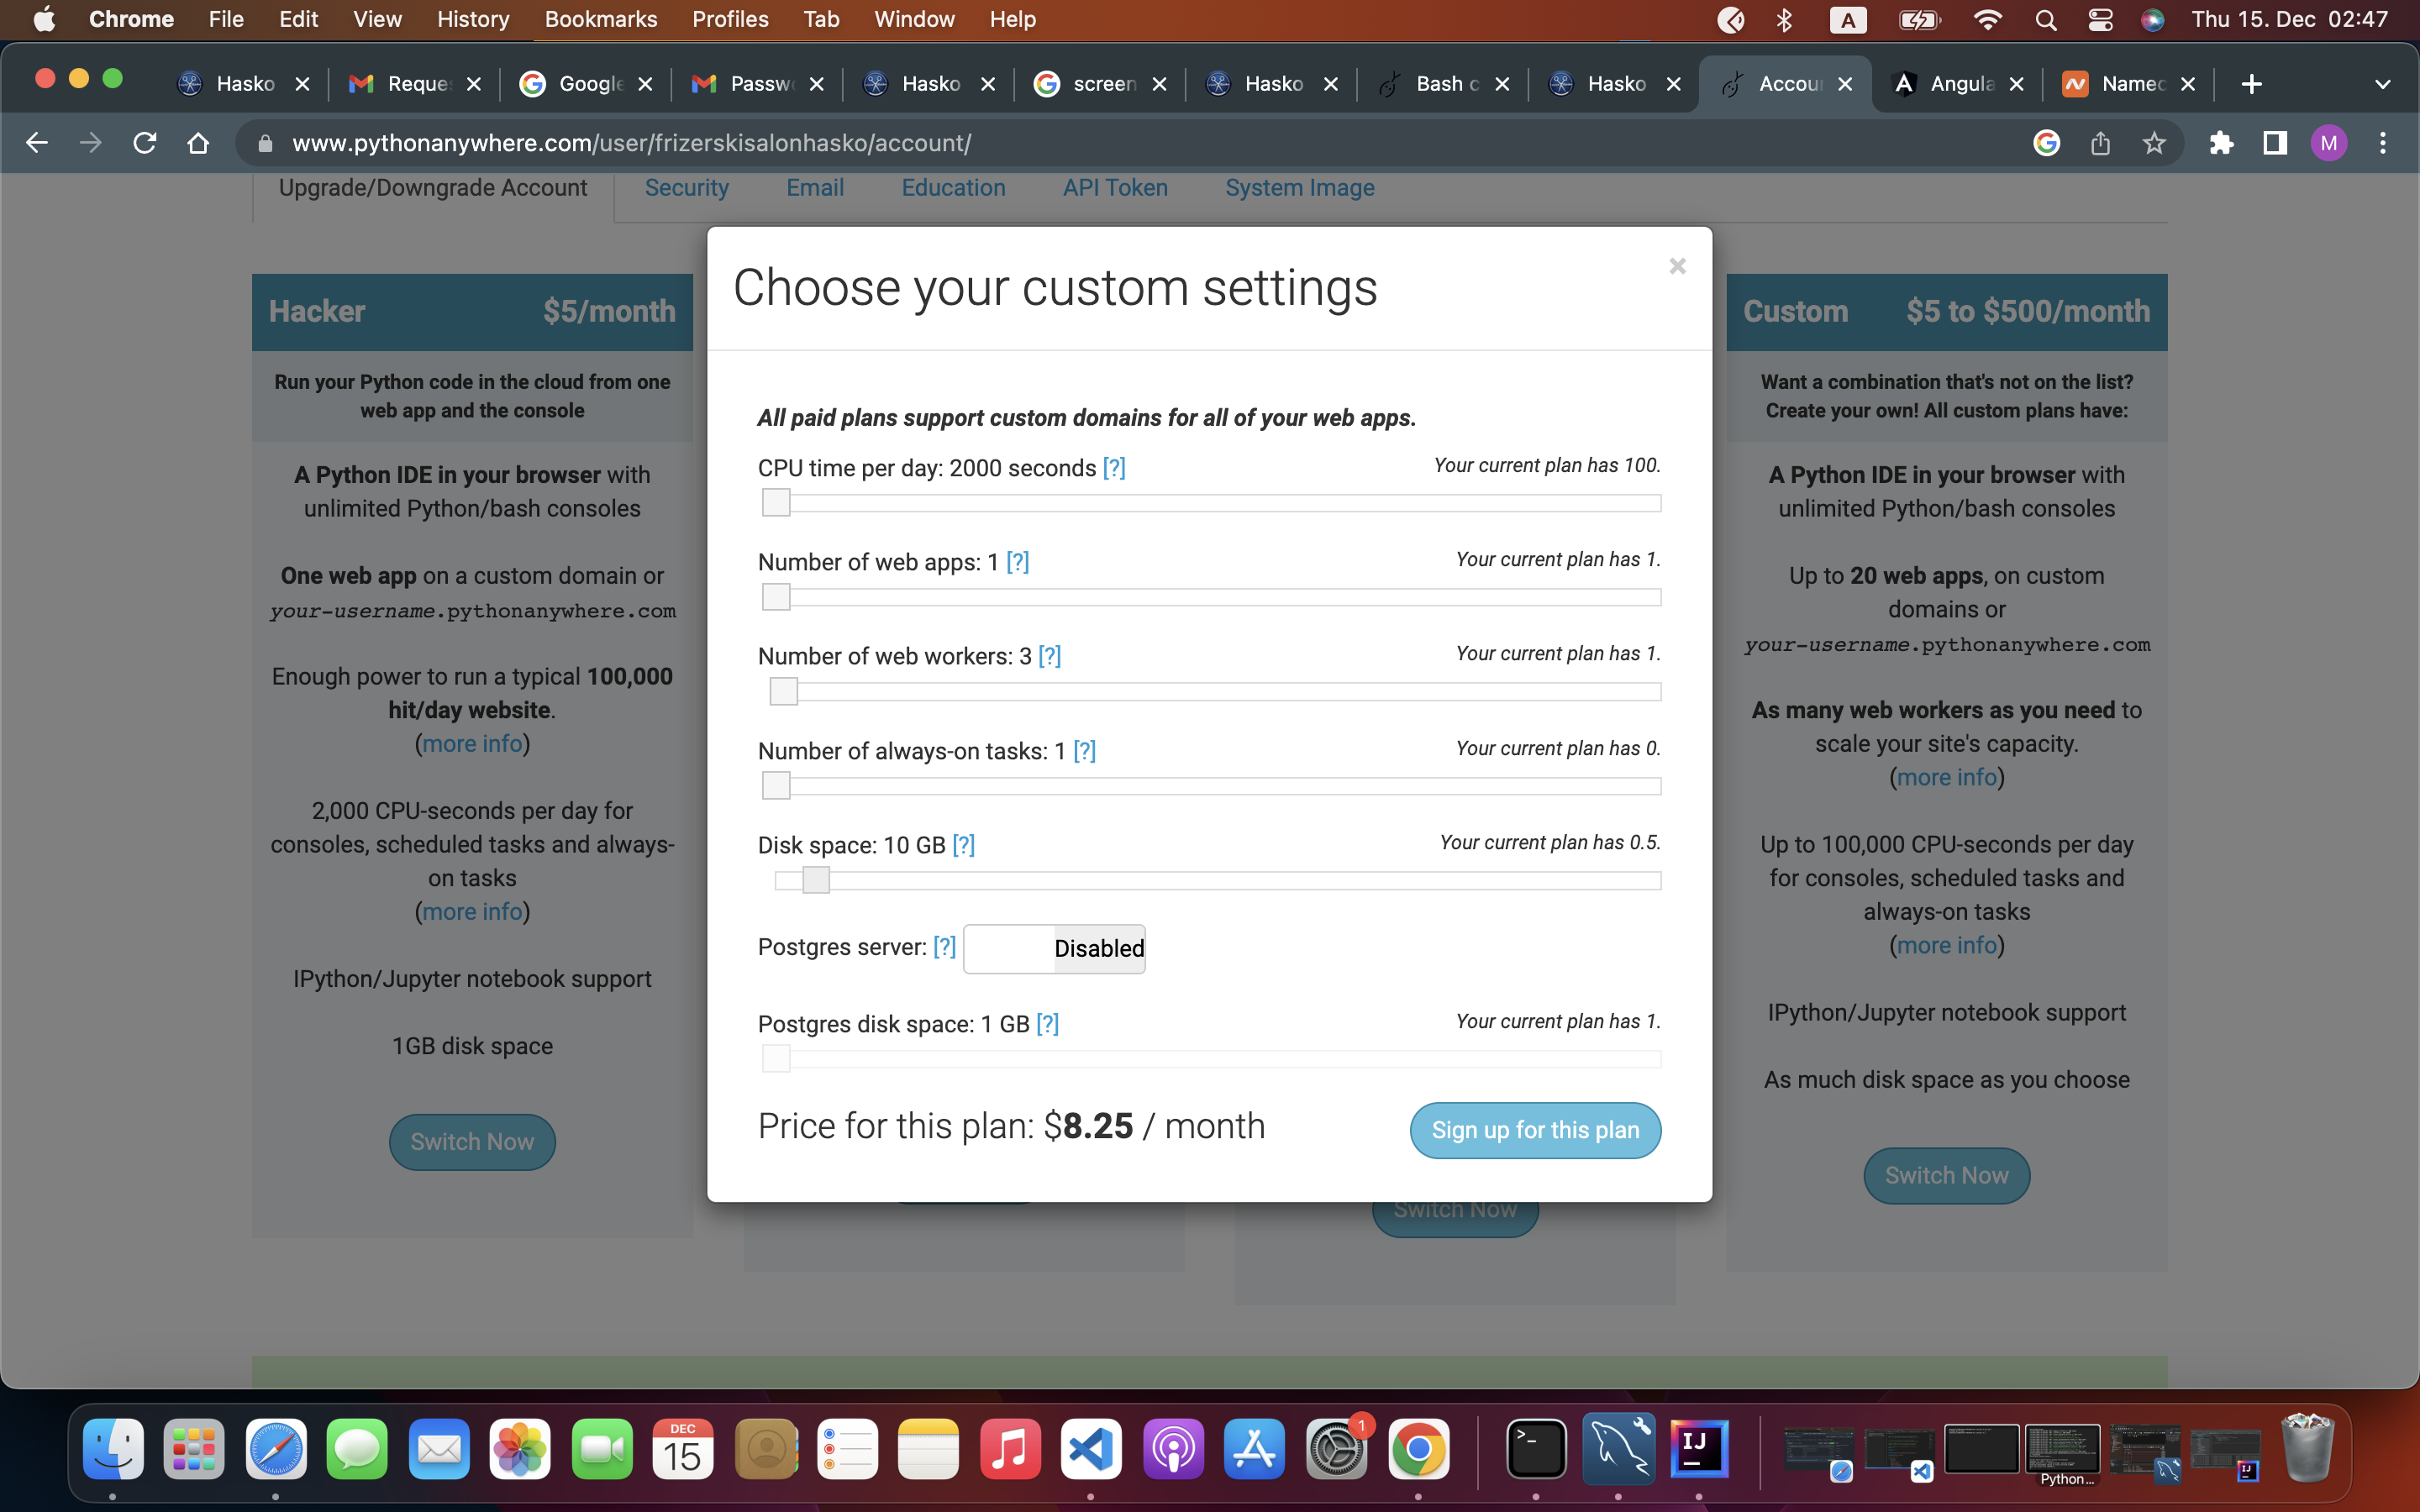 Chrome File Edit View History Bookmarks Profiles Tab Window Help A Thu 15. Dec 02:47
Hasko Reques Google Passwo Hasko screen Hasko Bash c Hasko Accou Angula Namec
www.pythonanywhere.com/user/frizerskisalonhasko/account/ M
Upgrade/Downgrade Account Security Email Education API Token System Image
Hacker $5/month
Run your Python code in the cloud from one
web app and the console
A Python IDE in your browser with
unlimited Python/bash consoles
One web app on a custom domain or
your-username.pythonanywhere.com
Enough power to run a typical 100,000
hit/day website.
(more info)
2,000 CPU-seconds per day for
consoles, scheduled tasks and always-
on tasks
(more info)
IPython/Jupyter notebook support
1GB disk space
Switch Now
Choose your custom settings
×
All paid plans support custom domains for all of your web apps.
CPU time per day: 2000 seconds [?] Your current plan has 100.
Number of web apps: 1 [?] Your current plan has 1.
Number of web workers: 3 [?] Your current plan has 1.
Number of always-on tasks: 1 [?] Your current plan has 0.
Disk space: 10 GB [?] Your current plan has 0.5.
Postgres server: [?] Disabled
Postgres disk space: 1 GB [?] Your current plan has 1.
Price for this plan: $8.25 / month
Sign up for this plan
Switch Now
Custom $5 to $500/month
Want a combination that's not on the list?
Create your own! All custom plans have:
A Python IDE in your browser with
unlimited Python/bash consoles
Up to 20 web apps, on custom
domains or
your-username.pythonanywhere.com
As many web workers as you need to
scale your site's capacity.
(more info)
Up to 100,000 CPU-seconds per day
for consoles, scheduled tasks and
always-on tasks
(more info)
IPython/Jupyter notebook support
As much disk space as you choose
Switch Now
DEC
15
1
>_
IJ
Python...
IJ